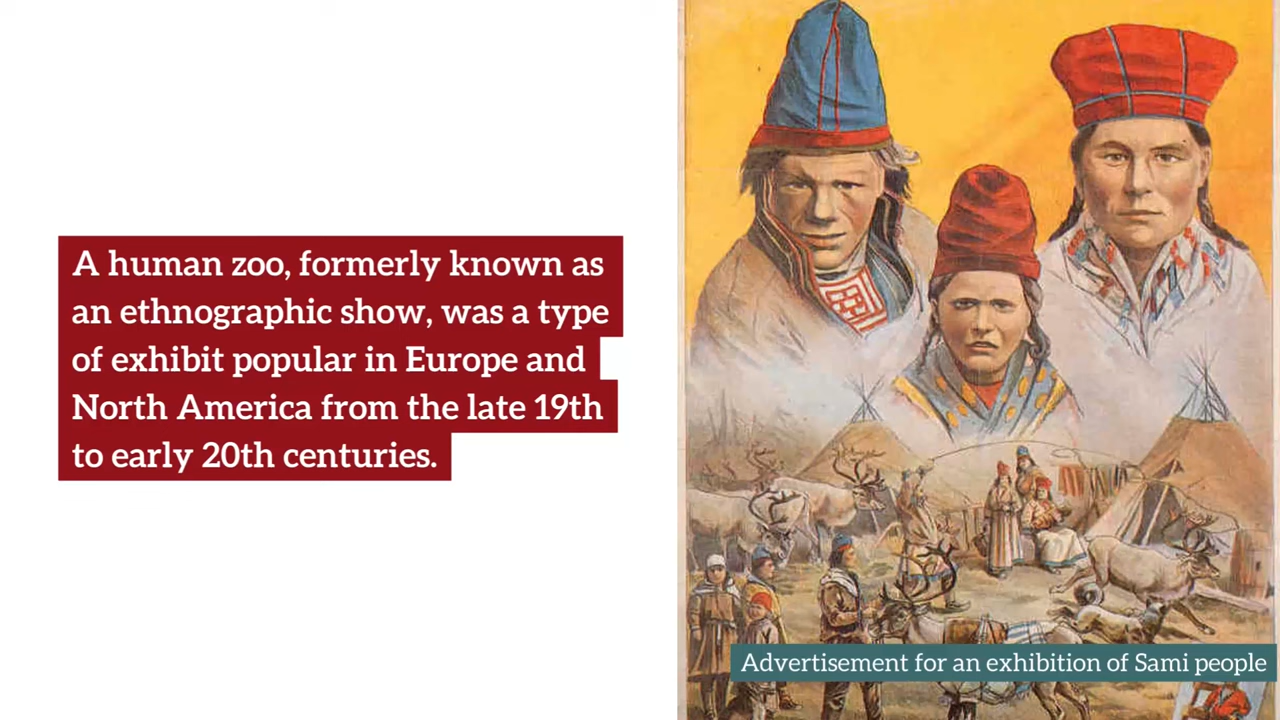 A human zoo, formerly known as
an ethnographic show, was a type
of exhibit popular in Europe and
North America from the late 19th
to early 20th centuries.
Advertisement for an exhibition of Sami people